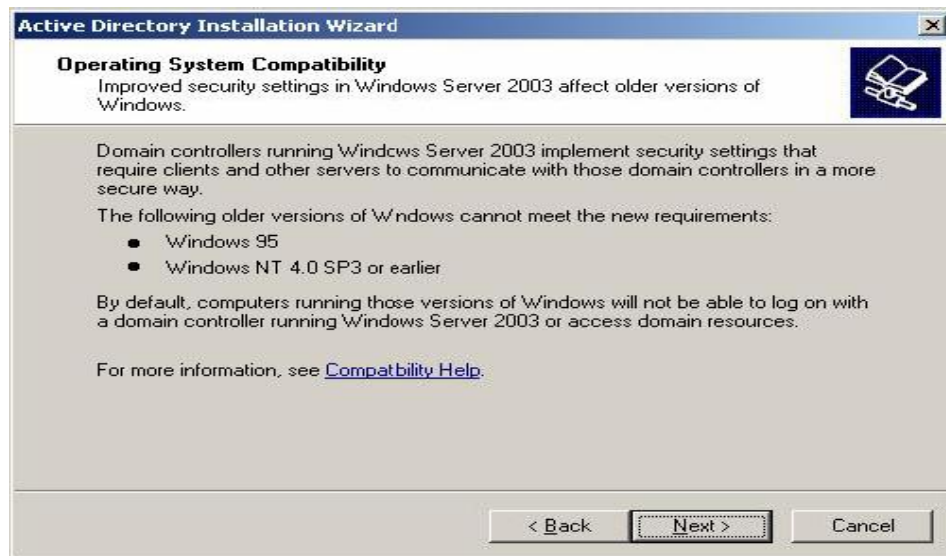 Active Directory Installation Wizard
Operating System Compatibility
Improved security settings in Windows Server 2003 affect older versions of
Windows.
Domain controllers running Windcws Server 2003 implement security settings that
require clients and other servers to communicate with those domain controllers in a more
secure way.
The following older versions of W ndows cannot meet the new requirements:
● Windows 95
● Windows NT 4.0 SP3 or earlier
By default, computers running those versions of Windows will not be able to log on with
a domain controller running Windows Server 2003 or access domain resources.
For more information, see Compatbility Help.
< Back Next > Cancel